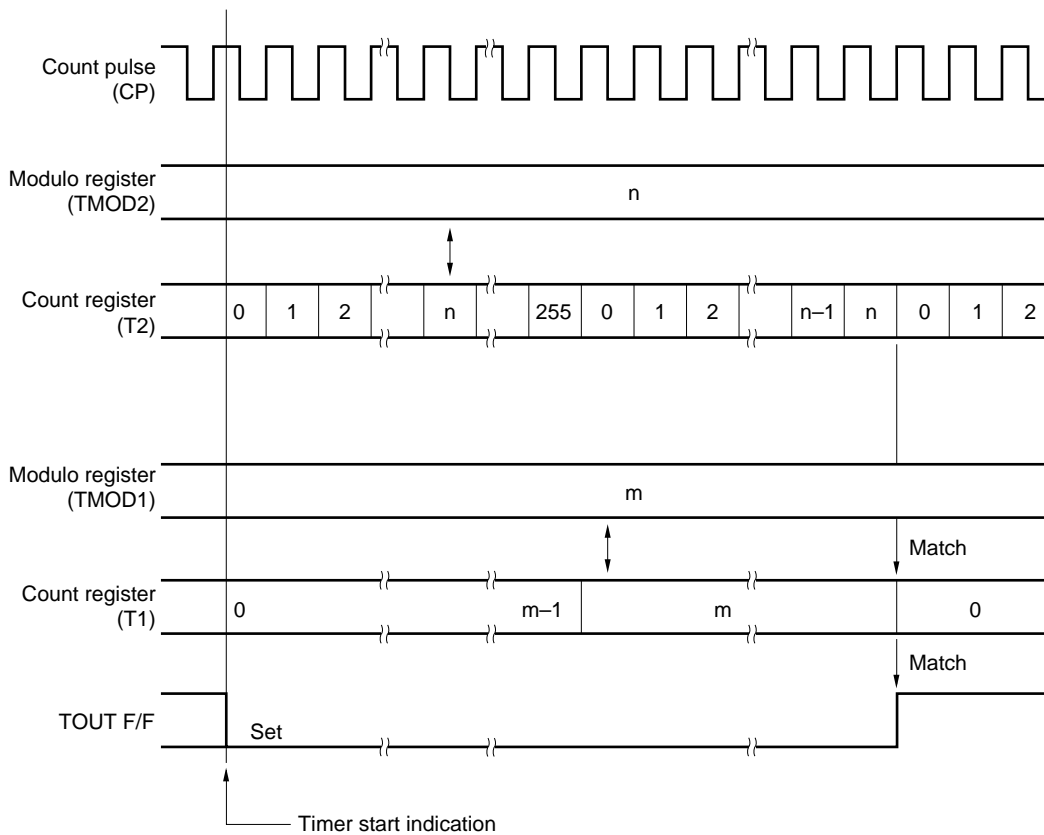 Count pulse
(CP)
Modulo register
(TMOD2)
n
Count register
(T2)
0 1 2 n 255 0 1 2 n–1 n 0 1 2
Modulo register
(TMOD1)
m
Match
Count register
(T1)
0 m–1 m 0
Match
TOUT F/F
Set
Timer start indication